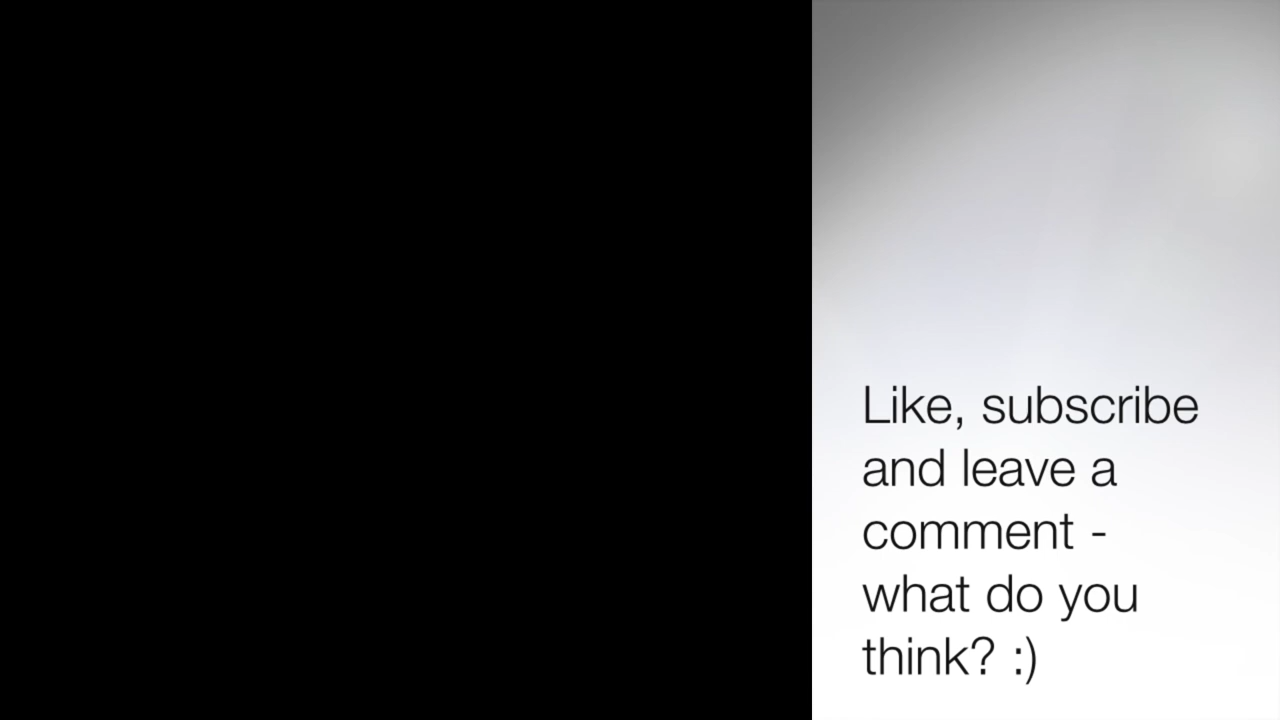 Like, subscribe
and leave a
comment -
what do you
think? :)